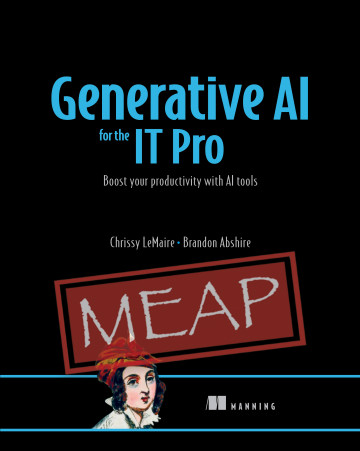 Generative AI
for the IT Pro
Boost your productivity with AI tools
Chrissy LeMaire • Brandon Abshire
MEAP
MANNING